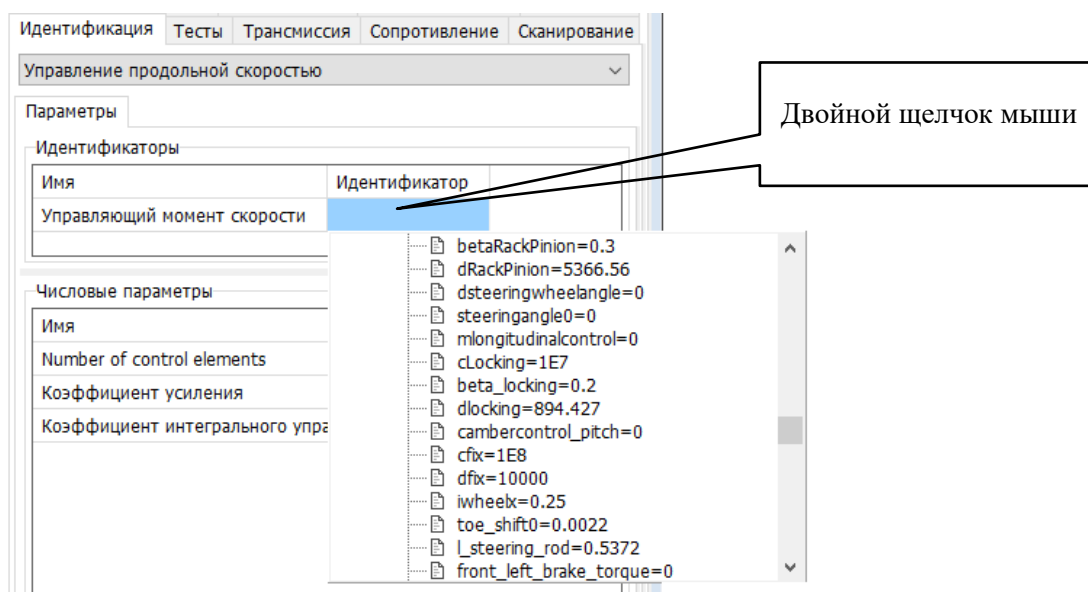 Идентификация Тесты Трансмиссия Сопротивление Сканирование
Управление продольной скоростью
Двойной щелчок мыши
Параметры
Идентификаторы
Имя Идентификатор
Управляющий момент скорости
betaRackPinion=0.3
dRackPinion=5366.56
dsteeringwheelangle=0
steeringangle0=0
mlongitudinalcontrol=0
cLocking=1E7
beta_locking=0.2
dlocking=894.427
cambercontrol_pitch=0
cfix=1E8
dfix=10000
iwheelx=0.25
toe_shift0=0.0022
l_steering_rod=0.5372
front_left_brake_torque=0
Числовые параметры
Имя
Number of control elements
Коэффициент усиления
Коэффициент интегрального упра